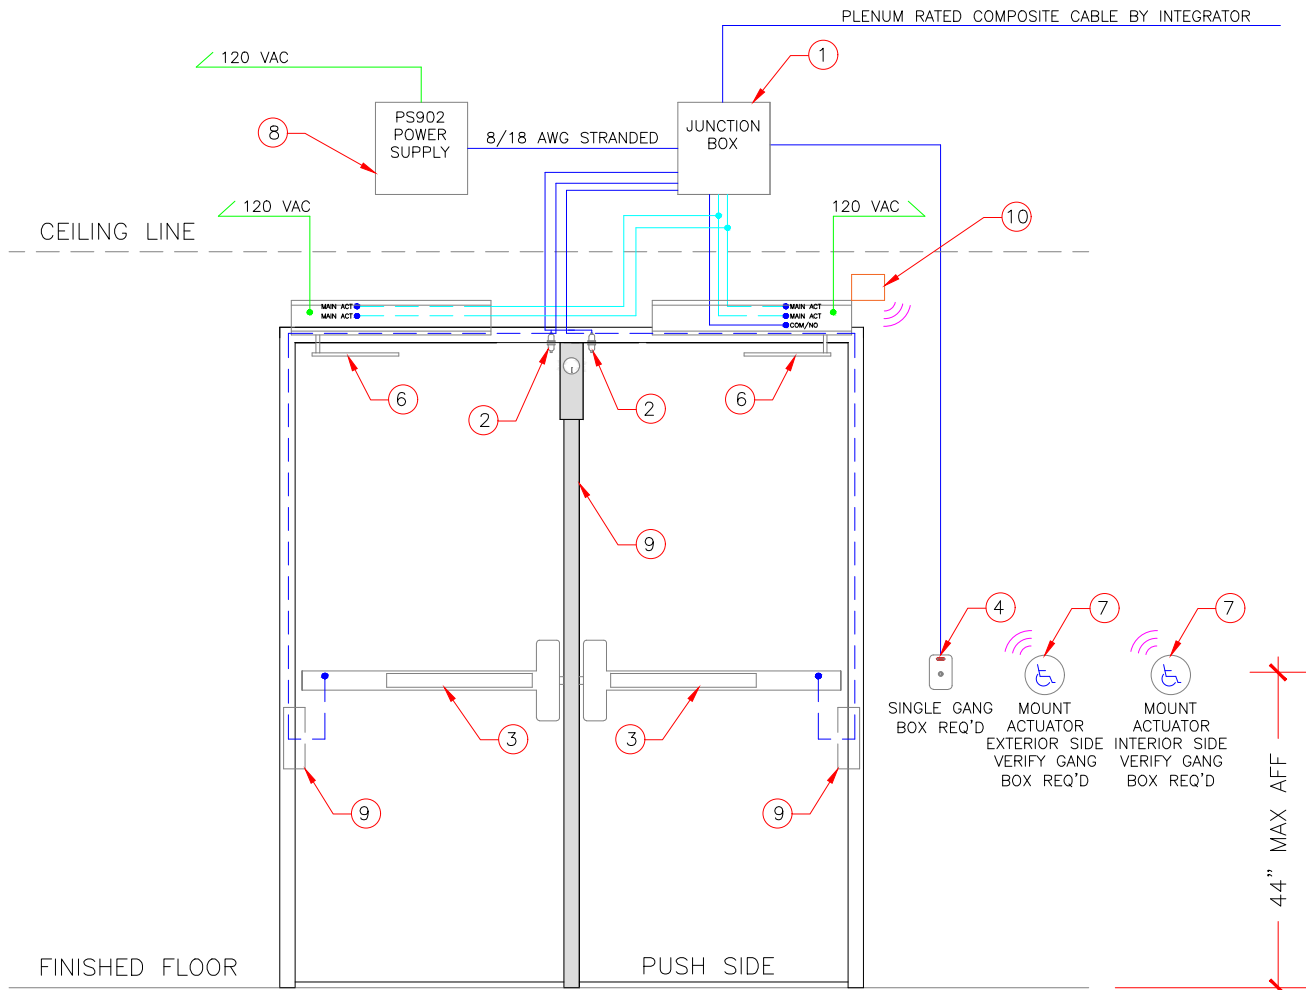 PLENUM RATED COMPOSITE CABLE BY INTEGRATOR
1
120 VAC
PS902
POWER
SUPPLY
8
8/18 AWG STRANDED
JUNCTION
BOX
120 VAC
120 VAC
10
CEILING LINE
MAIN ACT
MAIN ACT
MAIN ACT
MAIN ACT
COM/NO
6
2
2
6
9
4
7
7
SINGLE GANG
BOX REQ'D
MOUNT
ACTUATOR
EXTERIOR SIDE
VERIFY GANG
BOX REQ'D
MOUNT
ACTUATOR
INTERIOR SIDE
VERIFY GANG
BOX REQ'D
3
3
9
9
44" MAX AFF
FINISHED FLOOR
PUSH SIDE